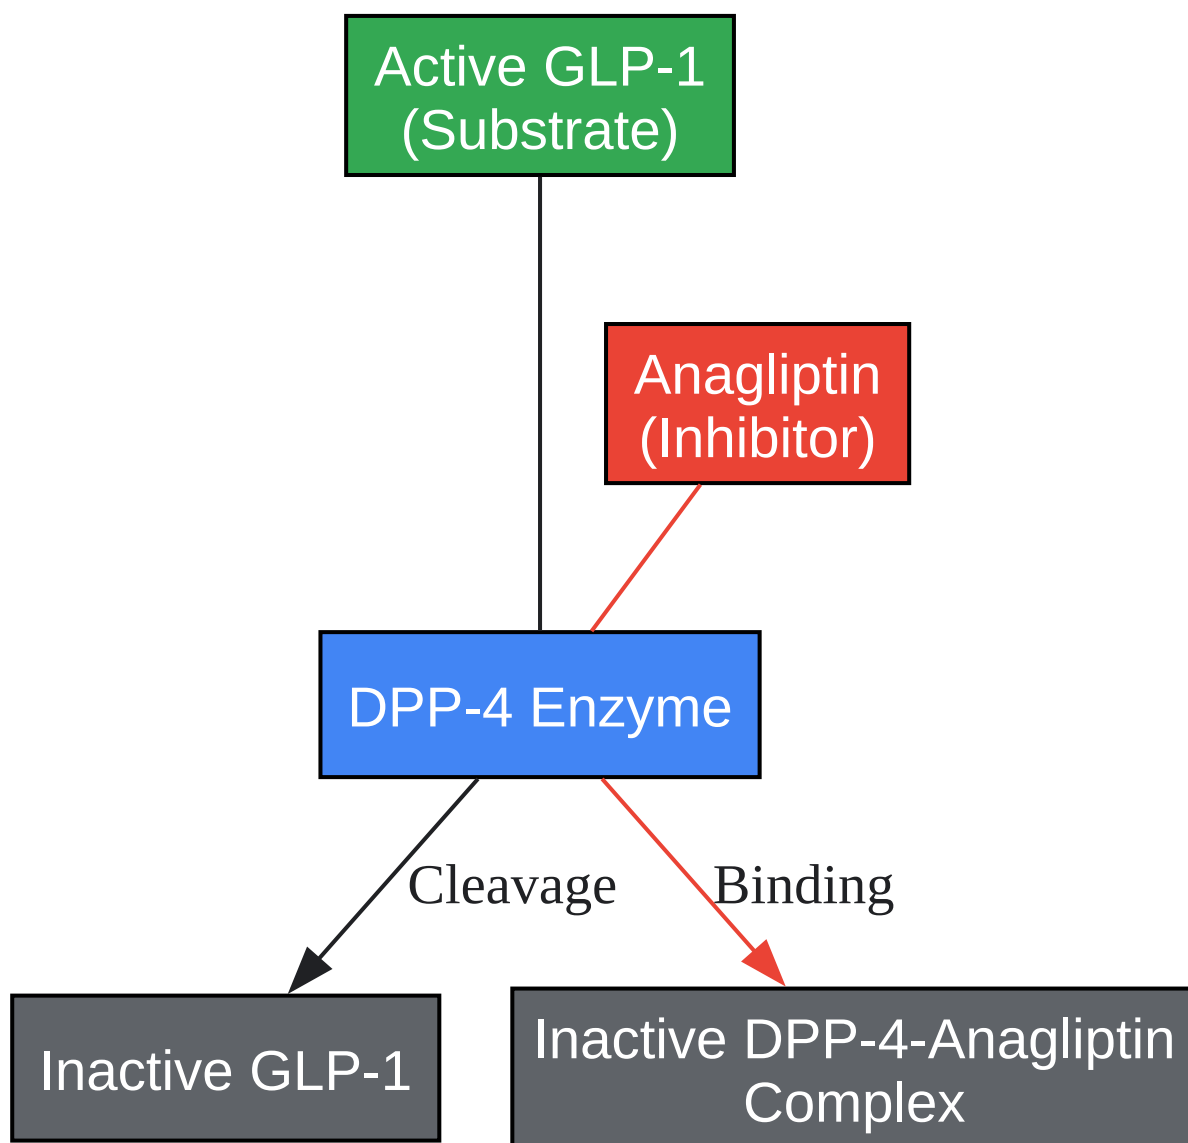 Active GLP-1
(Substrate)
Anagliptin
(Inhibitor)
DPP-4 Enzyme
Cleavage
Binding
Inactive GLP-1
Inactive DPP-4-Anagliptin
Complex